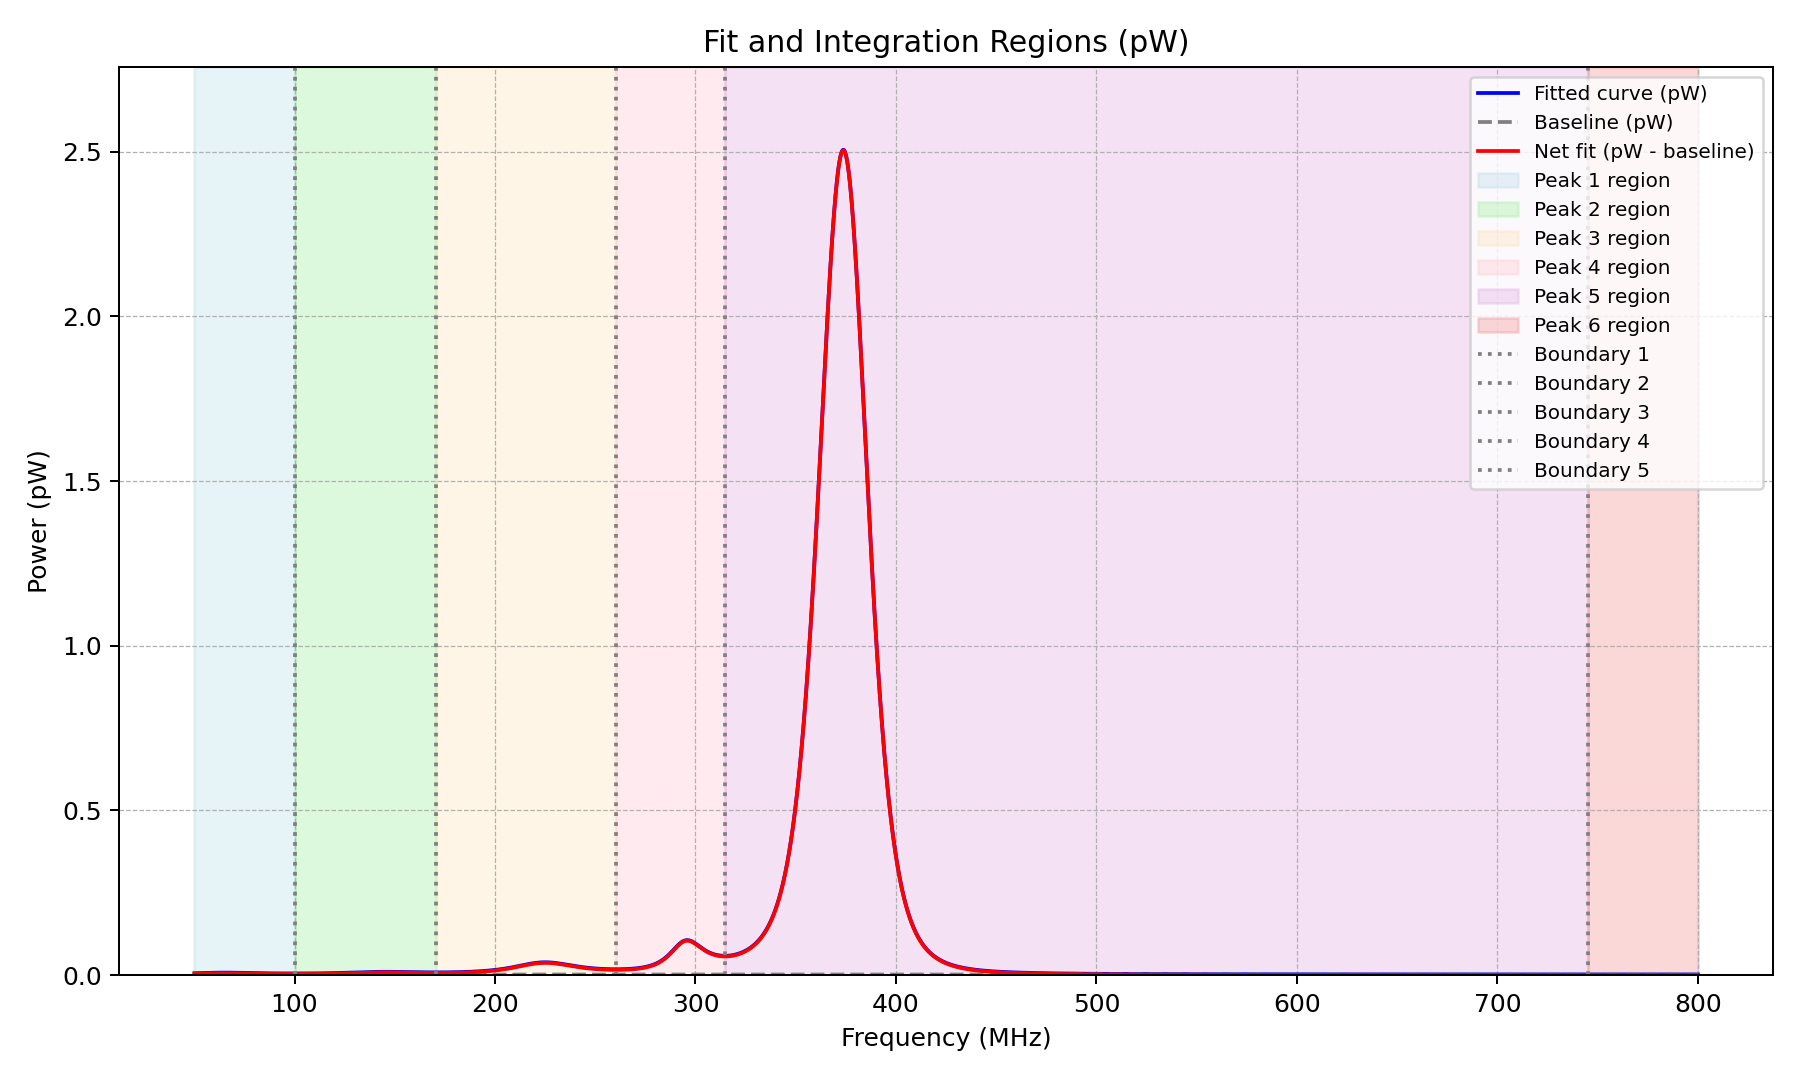 Fit and Integration Regions (pW)
Fitted curve (pW)
Baseline (pW)
Net fit (pW - baseline)
Peak 1 region
Peak 2 region
Peak 3 region
Peak 4 region
Peak 5 region
Peak 6 region
Boundary 1
Boundary 2
Boundary 3
Boundary 4
Boundary 5
Power (pW)
2.5
2.0
1.5
1.0
0.5
0.0
100 200 300 400 500 600 700 800
Frequency (MHz)